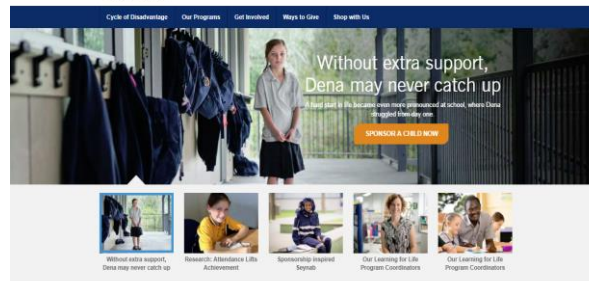 Cycle of Disadvantage Our Programs Get Involved Ways to Give Shop with Us
Without extra support,
Dena may never catch up
A hard start in life became even more pronounced at school, where Dena
struggled from day one.
SPONSOR A CHILD NOW
Without extra support,
Dena may never catch up
Research: Attendance Lifts
Achievement
Sponsorship inspired
Seynab
Our Learning for Life
Program Coordinators
Our Learning for Life
Program Coordinators